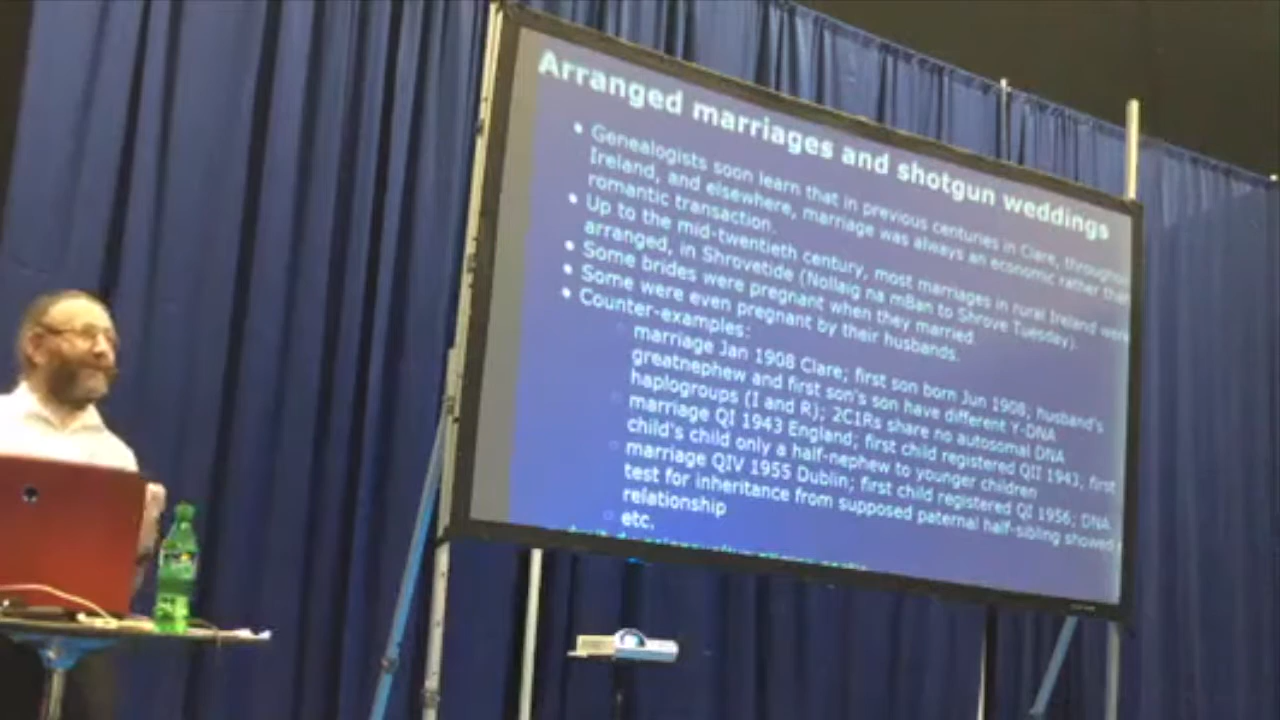 Arranged marriages and shotgun weddings
• Genealogists soon learn that in previous centuries in Clare, throughou
Ireland, and elsewhere, marriage was always an economic rather tha
romantic transaction.
• Up to the mid-twentieth century, most marriages in rural Ireland were
arranged, in Shrovetide (Nollaig na mBan to Shrove Tuesday).
• Some brides were pregnant when they married.
• Some were even pregnant by their husbands.
• Counter-examples:
marriage Jan 1908 Clare; first son born Jun 1908; husband's
greatnephew and first son's son have different Y-DNA
haplogroups (I and R); 2C1Rs share no autosomal DNA
marriage QI 1943 England; first child registered QII 1943, first
child's child only a half-nephew to younger children
marriage QIV 1955 Dublin; first child registered QI 1956; DNA
test for inheritance from supposed paternal half-sibling showed
relationship
etc.